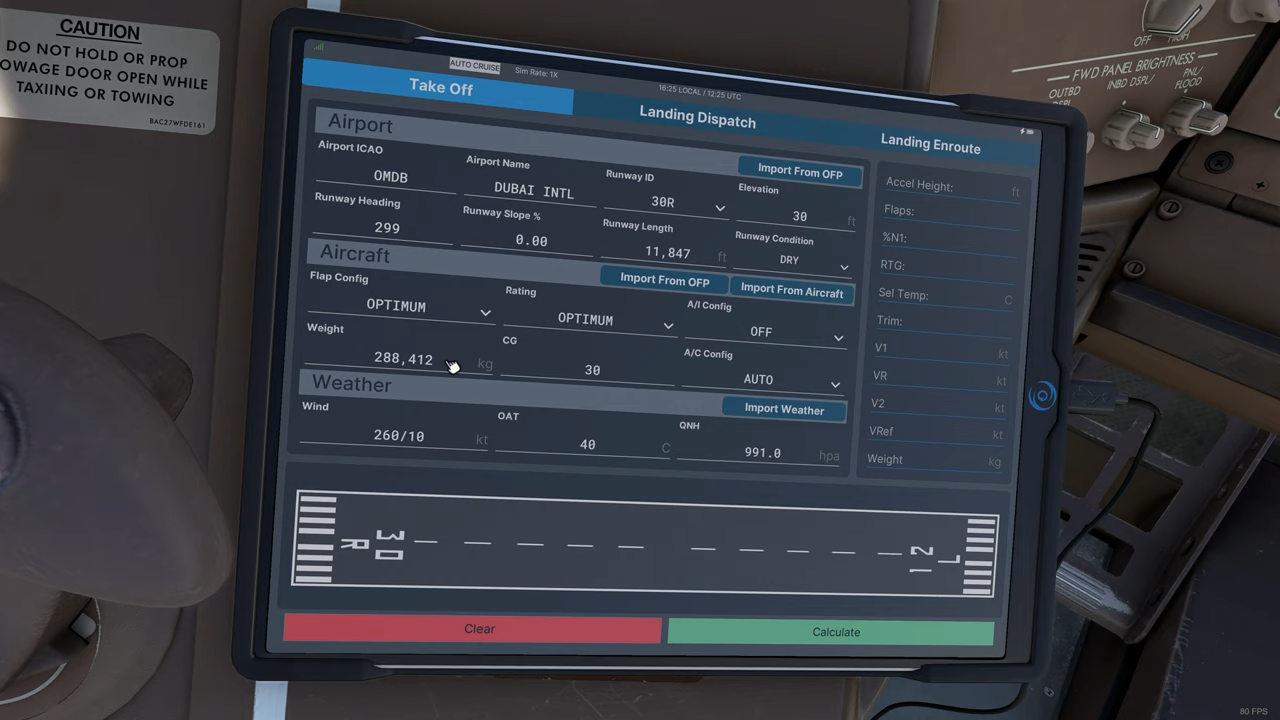 CAUTION
DO NOT HOLD OR PROP
OWAGE DOOR OPEN WHILE
TAXIING OR TOWING
BAC27WFDE161
AUTO CRUISE
Sim Rate: 1X
16:25 LOCAL / 12:25 UTC
Take Off
Landing Dispatch
Landing Enroute
Airport
Import From OFP
Airport ICAO
Airport Name
Runway ID
Elevation
OMDB
DUBAI INTL
30R
30 ft
Runway Heading
Runway Slope %
Runway Length
Runway Condition
299
0.00
11,847 ft
DRY
Aircraft
Import From OFP
Import From Aircraft
Flap Config
Rating
A/I Config
OPTIMUM
OPTIMUM
OFF
Weight
CG
A/C Config
288,412 kg
30
AUTO
Weather
Import Weather
Wind
OAT
QNH
260/10 kt
40 C
991.0 hpa
Accel Height: ft
Flaps:
%N1:
RTG:
Sel Temp: C
Trim:
V1 kt
VR kt
V2 kt
VRef kt
Weight kg
30
R
12
L
Clear
Calculate
OFF HIGH
FWD PANEL BRIGHTNESS
OUTBD
INBD DSPL/
PNL/
FLOOD
80 FPS